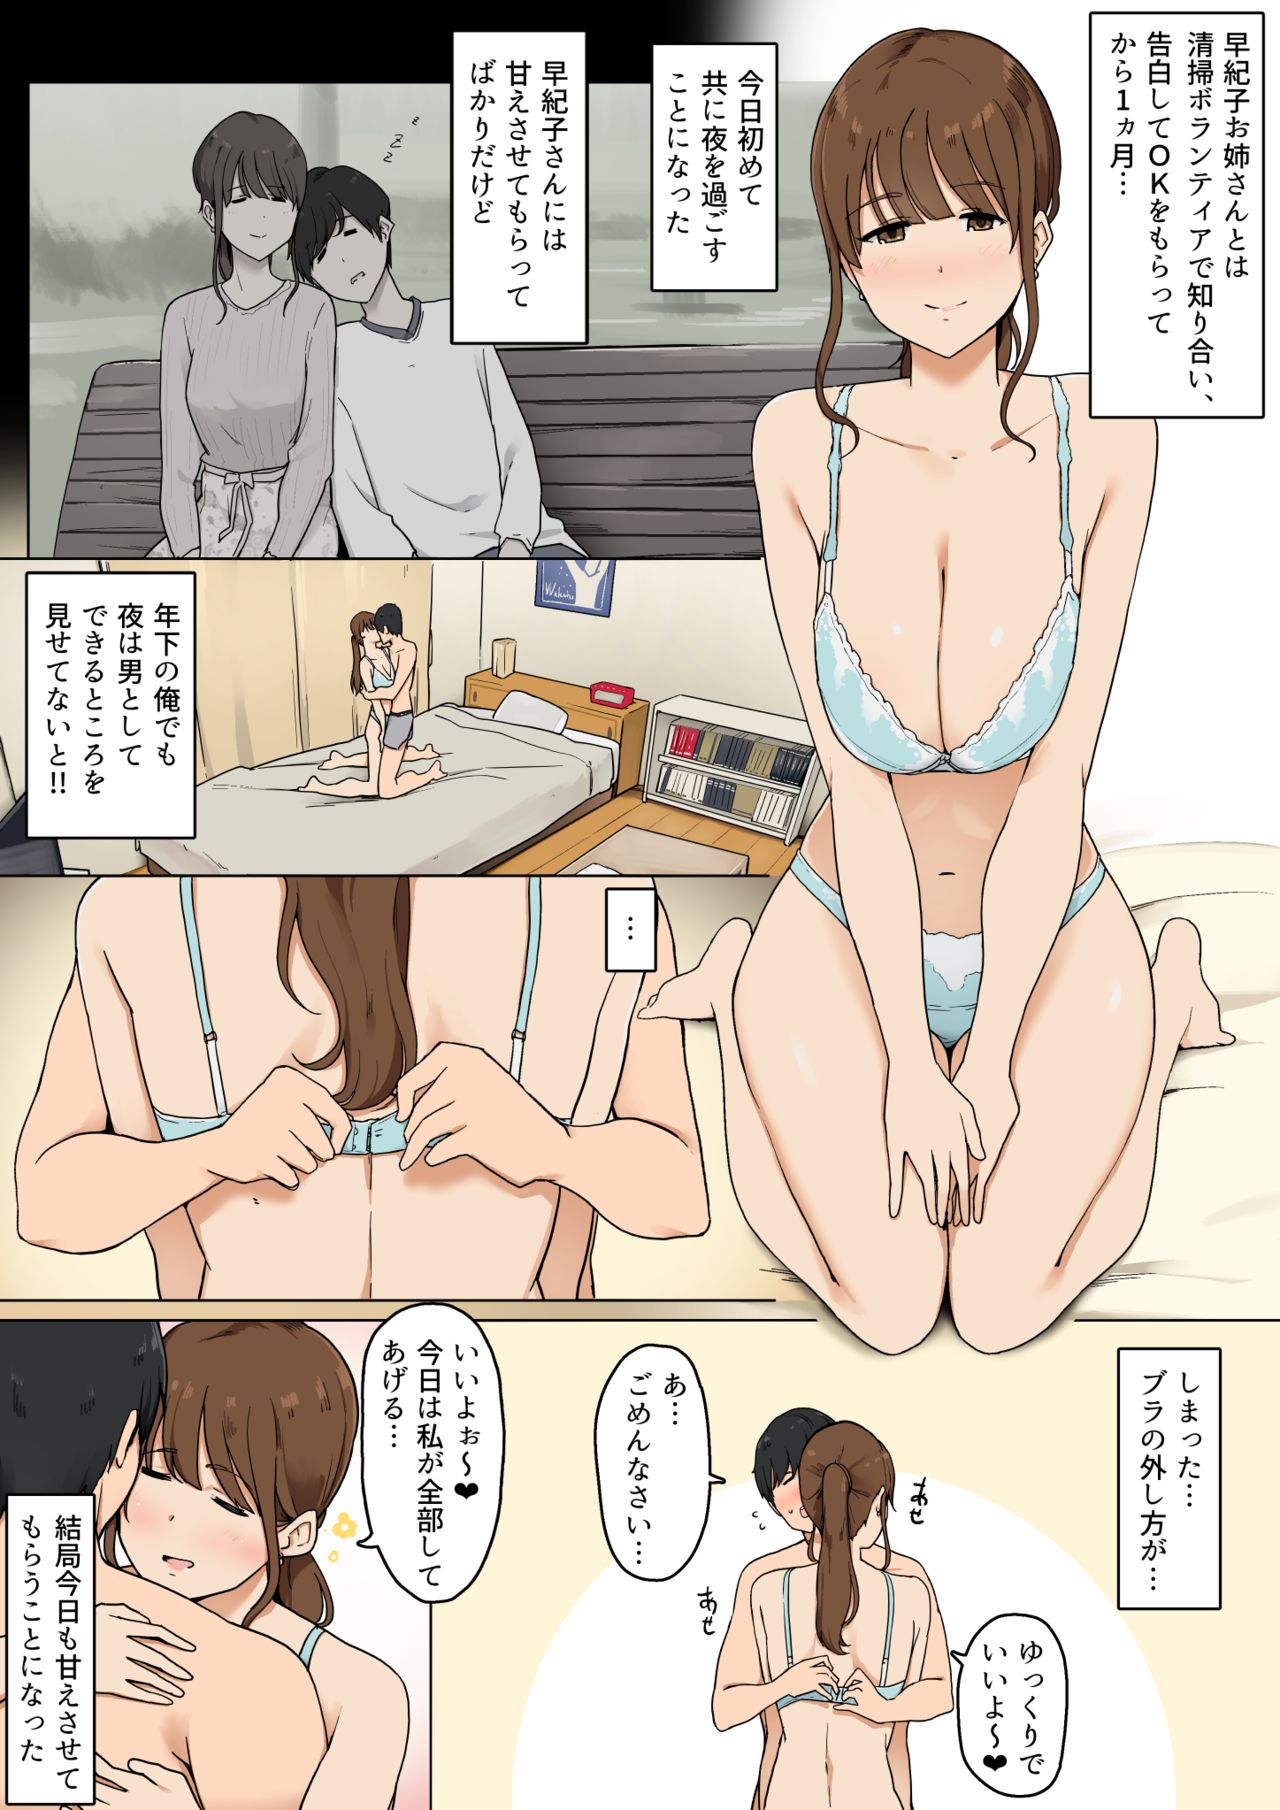 早紀子お姉さんとは
清掃ボランティアで知り合い、
告白してOKをもらって
から1ヵ月…
今日初めて
共に夜を過ごす
ことになった
早紀子さんには
甘えさせてもらって
ばかりだけど
zzz
年下の俺でも
夜は男として
できるところを
見せてないと!!
…
しまった…
ブラの外し方が…
あ…
ごめんなさい…
あせ
あせ
ゆっくりで
いいよ～❤
いいよぉ～❤
今日は私が全部して
あげる…
結局今日も甘えさせて
もらうことになった